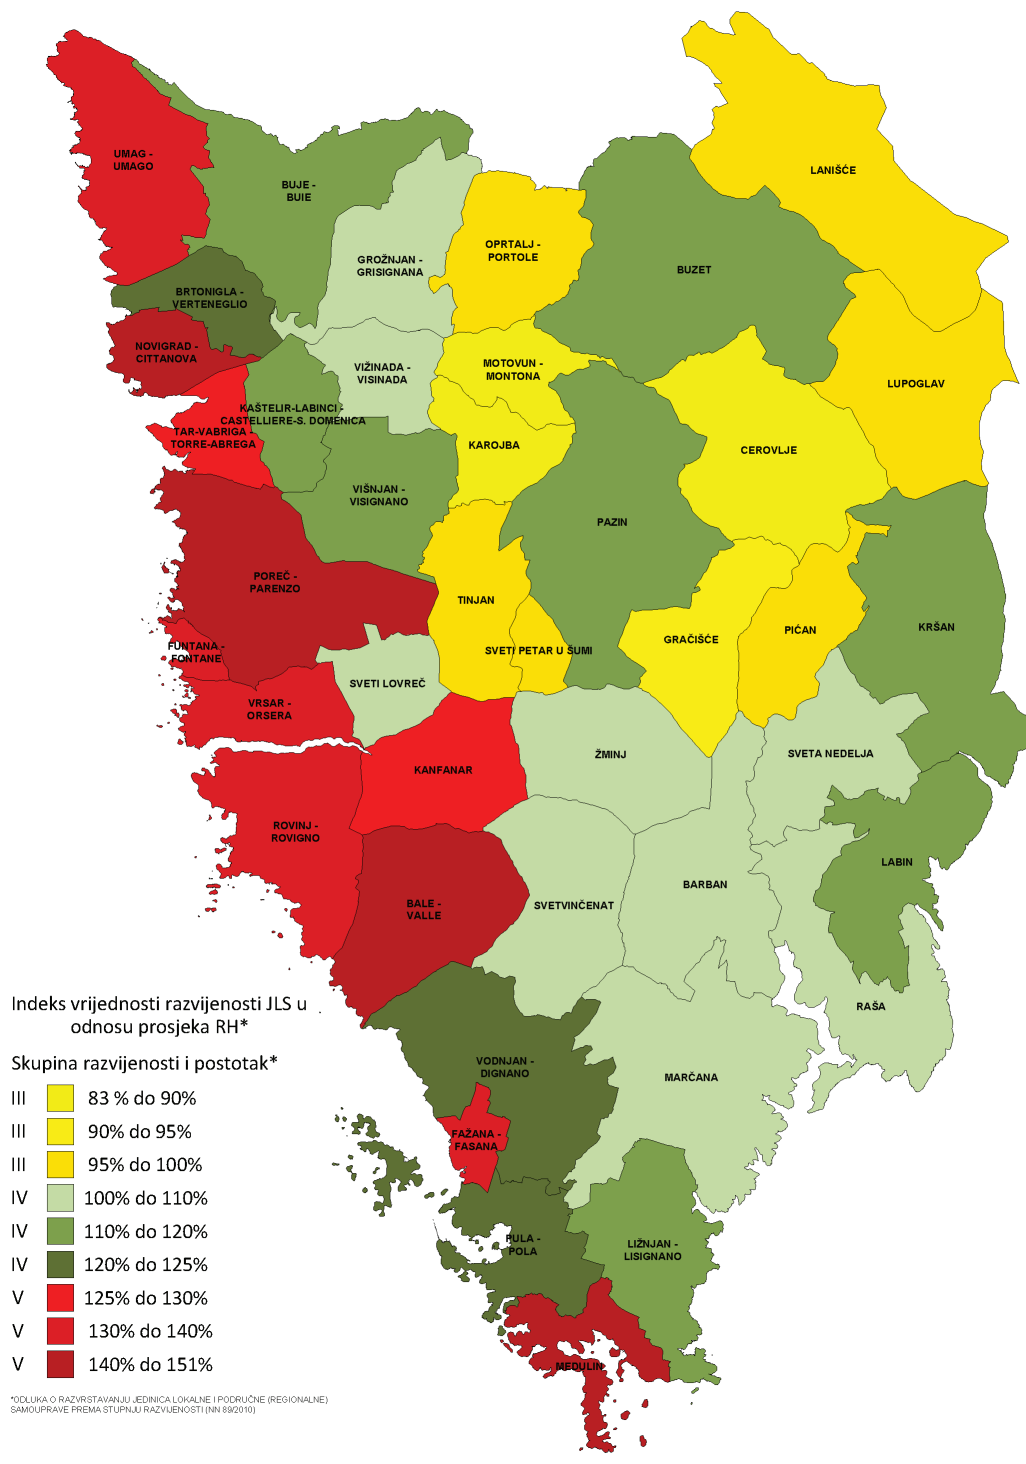 UMAG -
UMAGO
BUJE -
BUIE
LANIŠĆE
GROŽNJAN -
GRISIGNANA
OPRTALJ -
PORTOLE
BUZET
BRTONIGLA -
VERTENEGLIO
NOVIGRAD -
CITTANOVA
VIŽINADA -
VISINADA
MOTOVUN -
MONTONA
LUPOGLAV
KAŠTELIR-LABINCI -
CASTELLIERE-S. DOMENICA
TAR-VABRIGA -
TORRE-ABREGA
KAROJBA
CEROVLJE
VIŠNJAN -
VISIGNANO
PAZIN
POREČ -
PARENZO
TINJAN
SVETI PETAR U ŠUMI
GRAČIŠĆE
PIĆAN
KRŠAN
FUNTANA -
FONTANE
SVETI LOVREČ
VRSAR -
ORSERA
KANFANAR
ŽMINJ
SVETA NEDELJA
ROVINJ -
ROVIGNO
BALE -
VALLE
SVETVINČENAT
BARBAN
LABIN
RAŠA
VODNJAN -
DIGNANO
MARČANA
FAŽANA -
FASANA
PULA -
POLA
LIŽNJAN -
LISIGNANO
MEDULIN
Indeks vrijednosti razvijenosti JLS u
odnosu prosjeka RH*
Skupina razvijenosti i postotak*
III 83 % do 90%
III 90% do 95%
III 95% do 100%
IV 100% do 110%
IV 110% do 120%
IV 120% do 125%
V 125% do 130%
V 130% do 140%
V 140% do 151%
*ODLUKA O RAZVRSTAVANJU JEDINICA LOKALNE I PODRUČNE (REGIONALNE)
SAMOUPRAVE PREMA STUPNJU RAZVIJENOSTI (NN 89/2010)